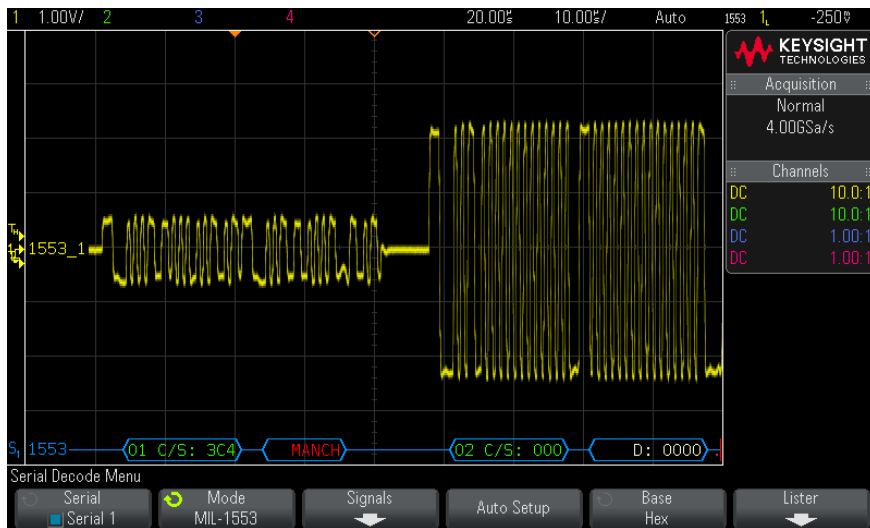 1 1.00V/ 2 3 4 20.00s 10.00s/ Auto 1553 1 -250V
KEYSIGHT
TECHNOLOGIES
Acquisition
Normal
4.00GSa/s
Channels
DC 10.0:1
DC 10.0:1
DC 1.00:1
DC 1.00:1
1553_1
S1 1553 01 C/S: 3C4 MANCH 02 C/S: 000 D: 0000
Serial Decode Menu
Serial
Serial 1
Mode
MIL-1553
Signals
Auto Setup
Base
Hex
Lister